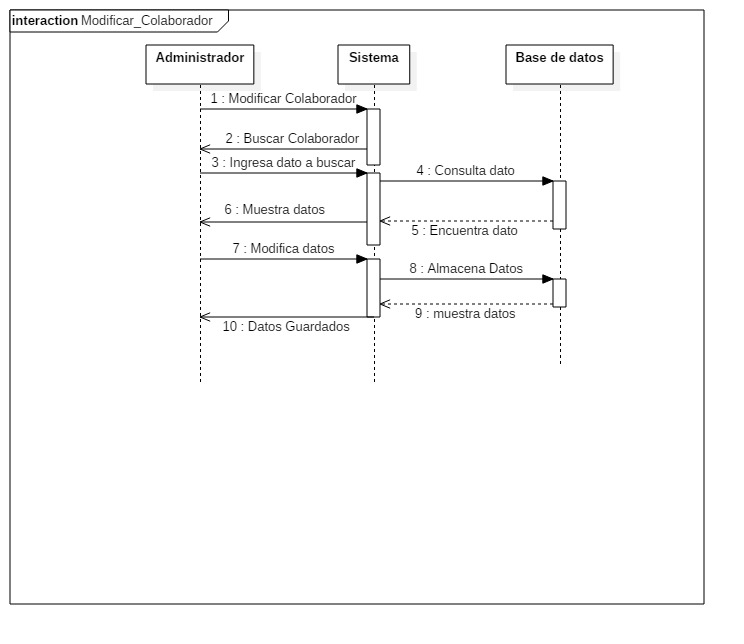 interaction Modificar_Colaborador
Administrador
Sistema
Base de datos
1 : Modificar Colaborador
2 : Buscar Colaborador
3 : Ingresa dato a buscar
4 : Consulta dato
6 : Muestra datos
5 : Encuentra dato
7 : Modifica datos
8 : Almacena Datos
9 : muestra datos
10 : Datos Guardados